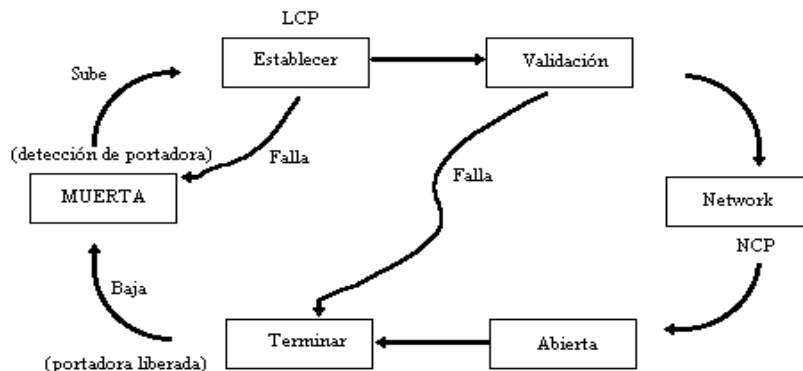 LCP
Establecer
Validación
Sube
(detección de portadora)
Falla
Falla
MUERTA
Network
NCP
Baja
Terminar
Abierta
(portadora liberada)